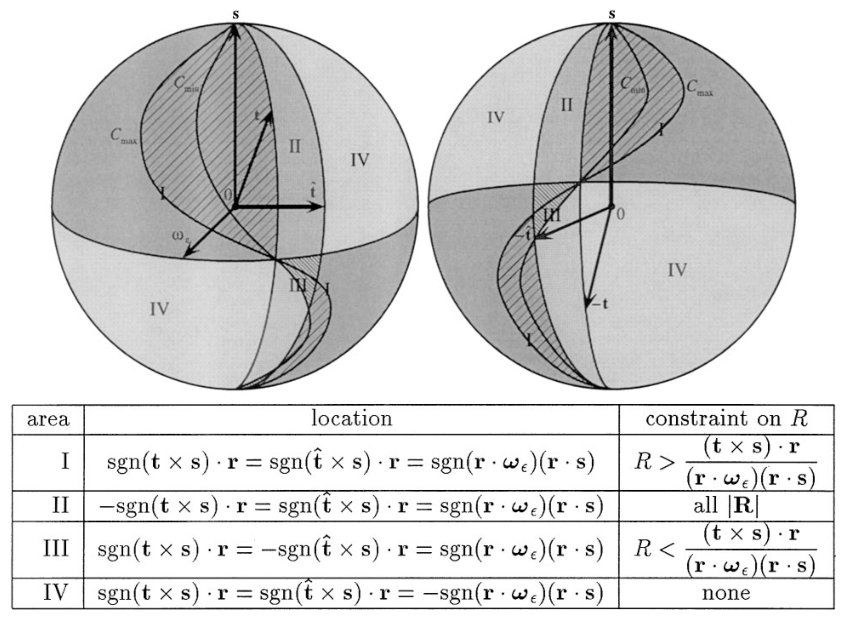 s
s
C_min
C_max
t
II
IV
I
0
t̂
ω_ε
IV
III
I
IV
II
C_min
C_max
I
III
0
-t̂
IV
-t
I
area location constraint on R
I sgn(t × s) · r = sgn(t̂ × s) · r = sgn(r · ω_ε)(r · s) R > (t × s) · r / (r · ω_ε)(r · s)
II −sgn(t × s) · r = sgn(t̂ × s) · r = sgn(r · ω_ε)(r · s) all |R|
III sgn(t × s) · r = −sgn(t̂ × s) · r = sgn(r · ω_ε)(r · s) R < (t × s) · r / (r · ω_ε)(r · s)
IV sgn(t × s) · r = sgn(t̂ × s) · r = −sgn(r · ω_ε)(r · s) none